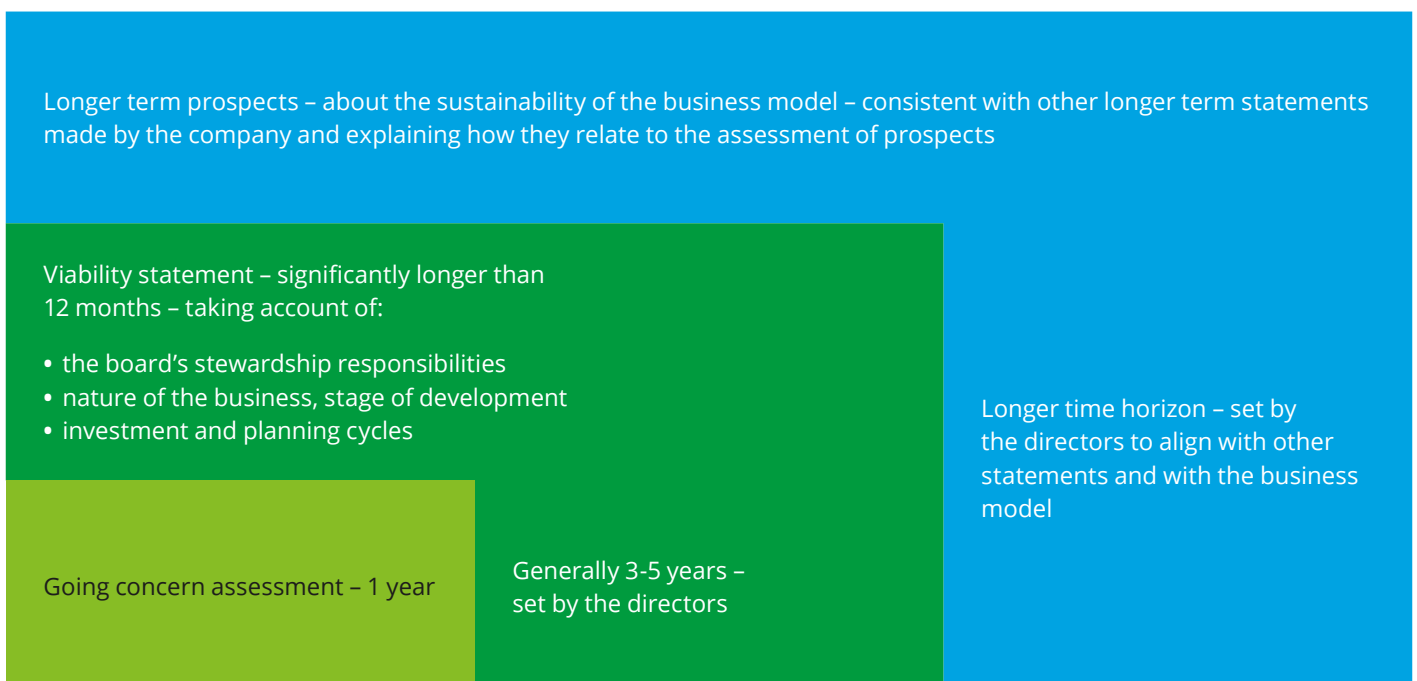 Longer term prospects – about the sustainability of the business model – consistent with other longer term statements
made by the company and explaining how they relate to the assessment of prospects
Viability statement – significantly longer than
12 months – taking account of:
• the board’s stewardship responsibilities
• nature of the business, stage of development
• investment and planning cycles
Longer time horizon – set by
the directors to align with other
statements and with the business
model
Going concern assessment – 1 year
Generally 3-5 years –
set by the directors